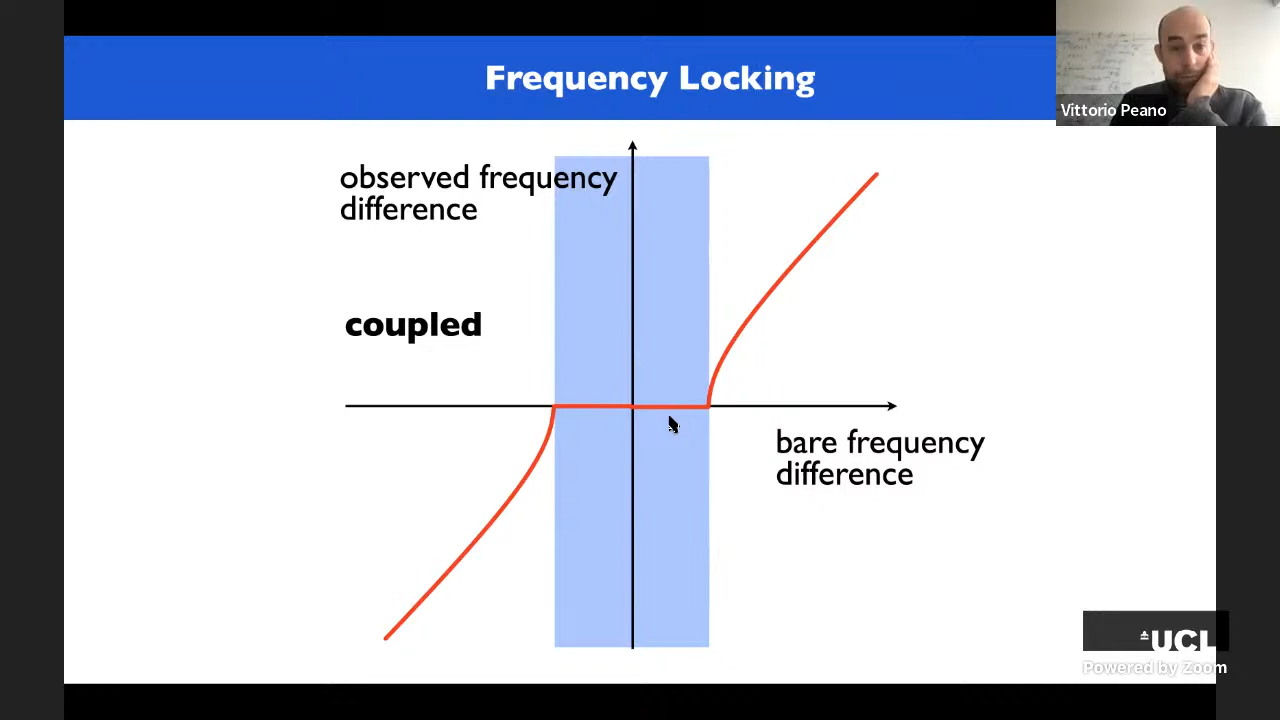 Frequency Locking
Vittorio Peano
observed frequency
difference
coupled
bare frequency
difference
UCL
Powered by Zoom